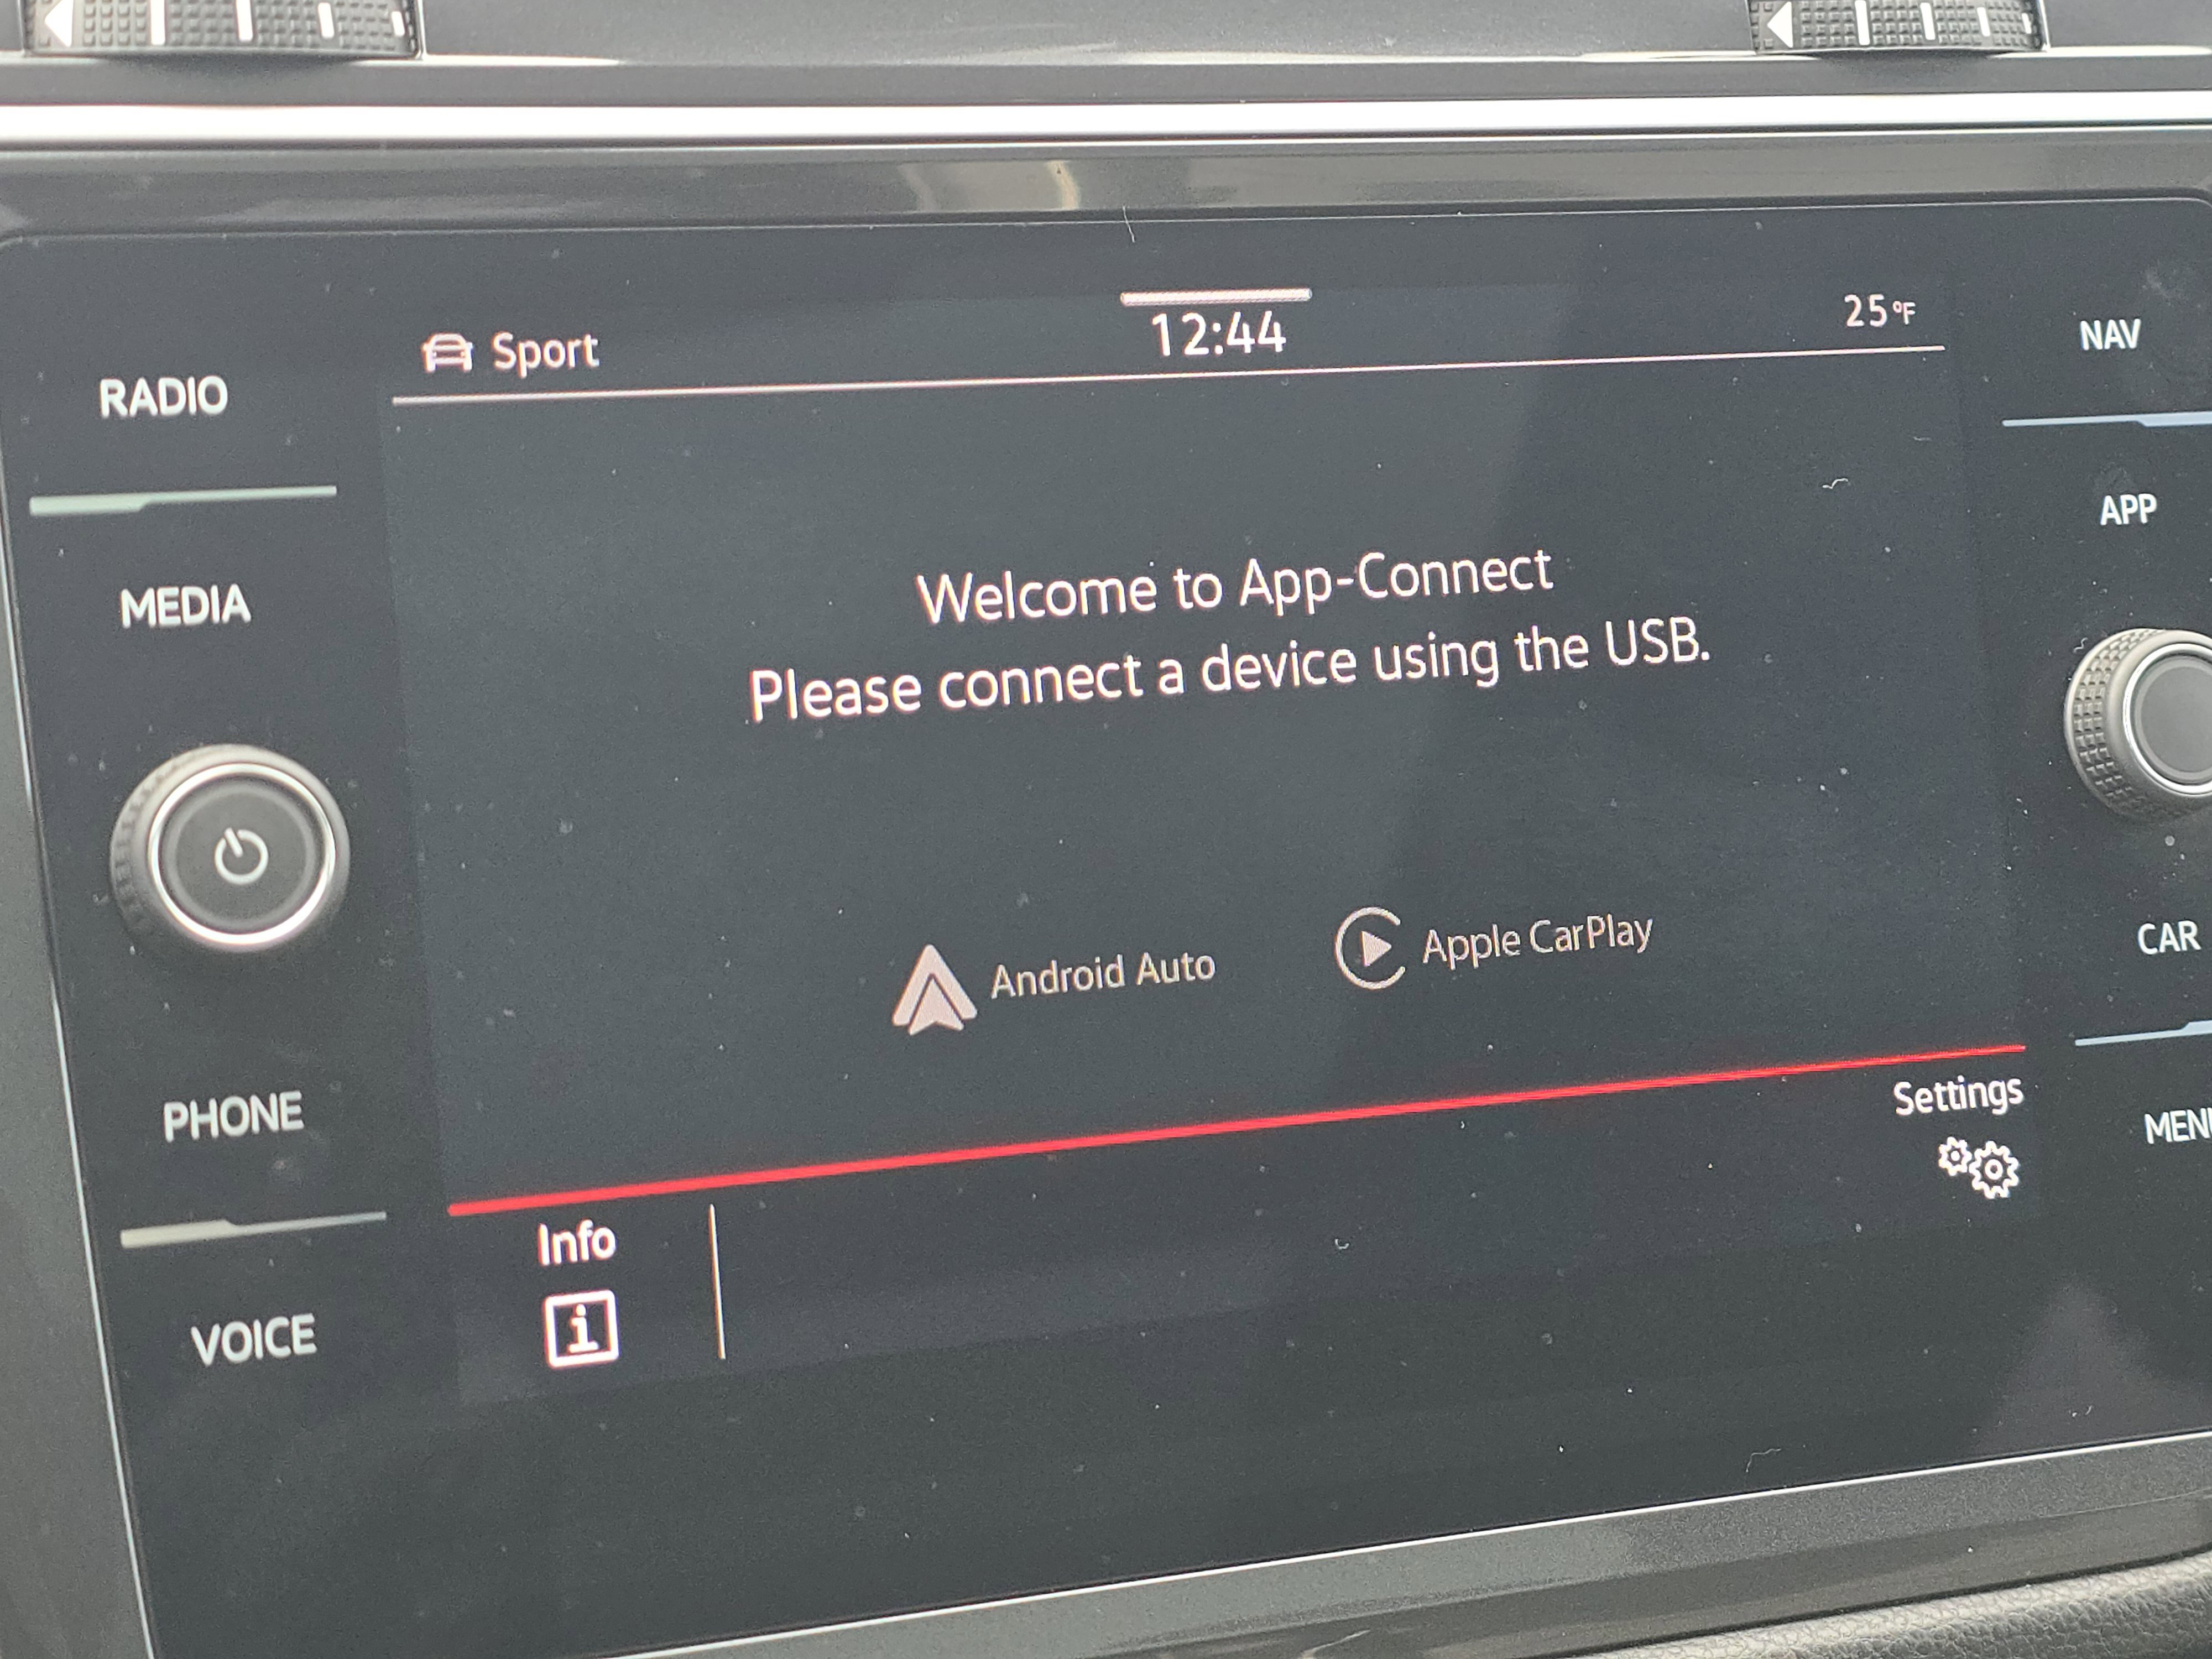 Sport
12:44
25°F
RADIO
MEDIA
PHONE
VOICE
Welcome to App-Connect
Please connect a device using the USB.
Android Auto
Apple CarPlay
Info
i
Settings
NAV
APP
CAR
MENU